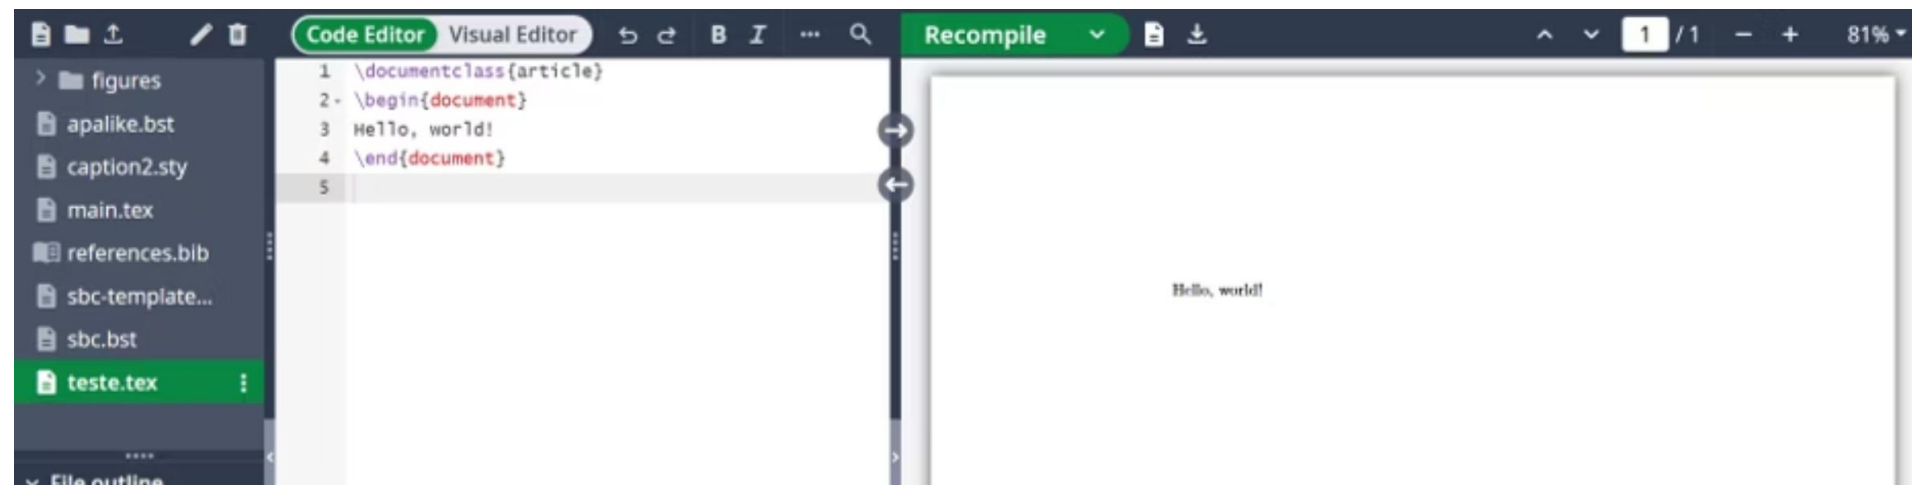 Code Editor Visual Editor B I ... Recompile 1 / 1 − + 81%
figures
apalike.bst
caption2.sty
main.tex
references.bib
sbc-template...
sbc.bst
teste.tex
File outline
1 \documentclass{article}
2 \begin{document}
3 Hello, world!
4 \end{document}
5
Hello, world!